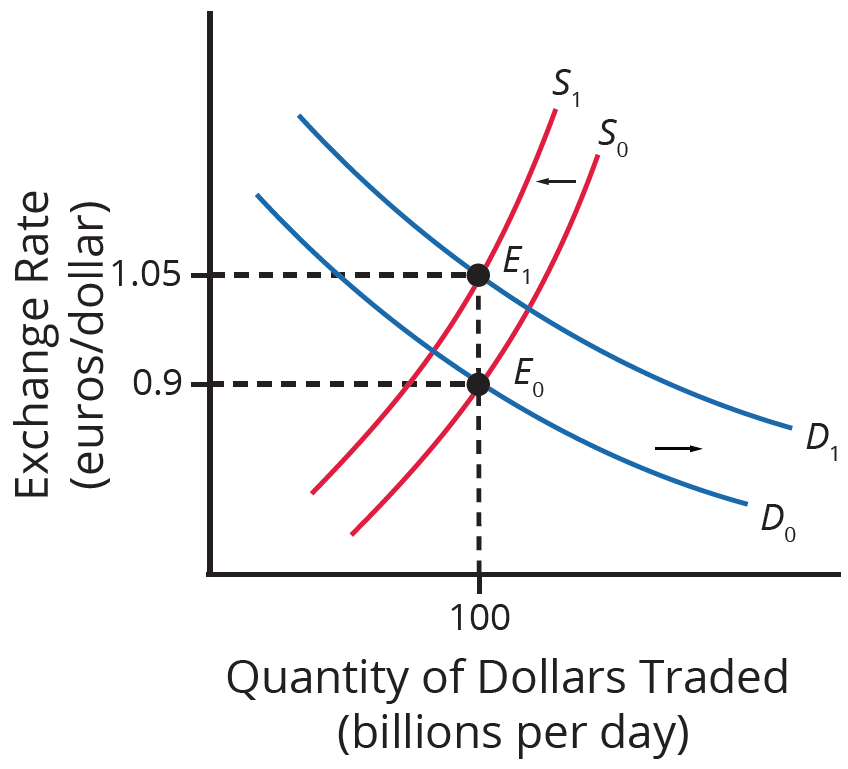 S1
S0
Exchange Rate
(euros/dollar)
1.05
E1
0.9
E0
D1
D0
100
Quantity of Dollars Traded
(billions per day)